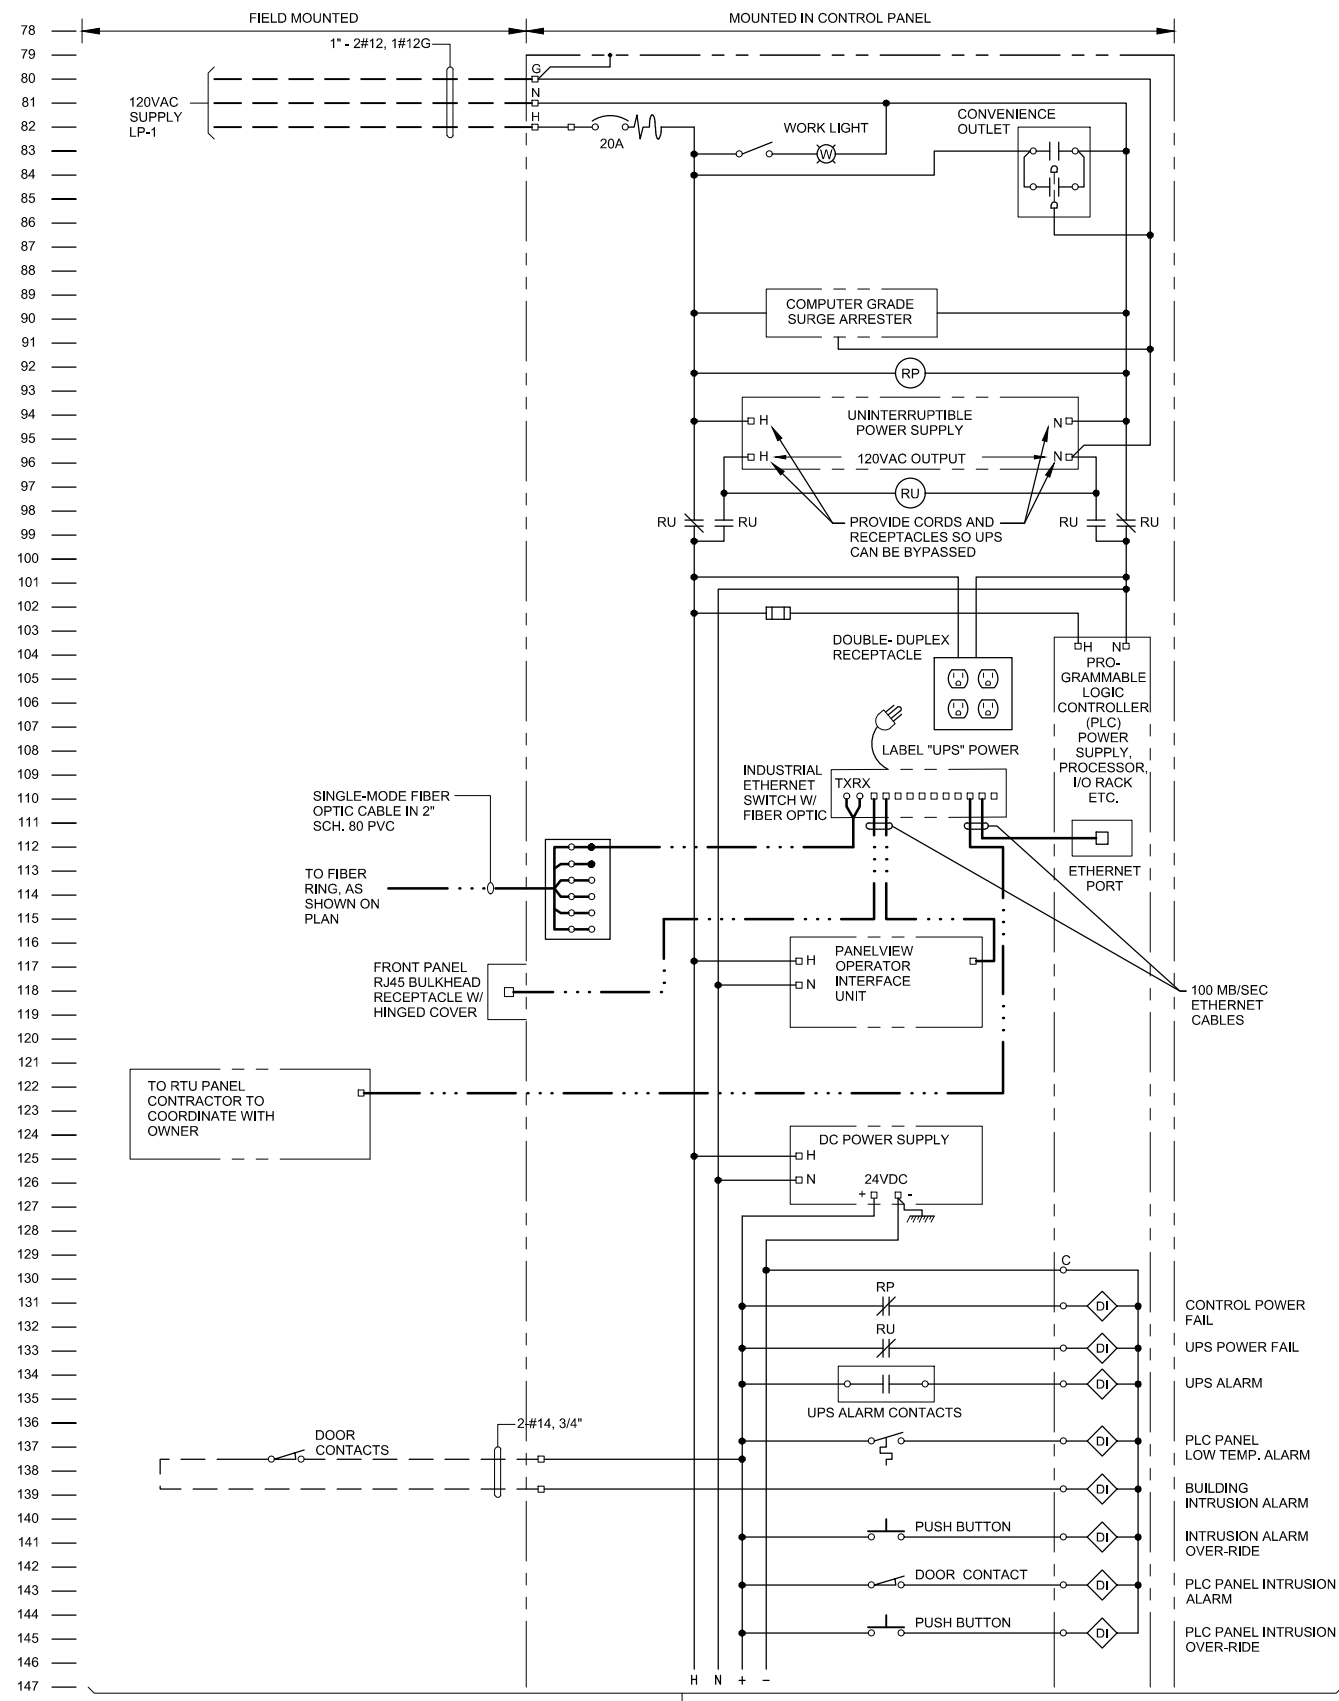 FIELD MOUNTED
MOUNTED IN CONTROL PANEL
78
79
80
81
82
83
84
85
86
87
88
89
90
91
92
93
94
95
96
97
98
99
100
101
102
103
104
105
106
107
108
109
110
111
112
113
114
115
116
117
118
119
120
121
122
123
124
125
126
127
128
129
130
131
132
133
134
135
136
137
138
139
140
141
142
143
144
145
146
147
1" - 2#12, 1#12G
120VAC
SUPPLY
LP-1
G
N
H
20A
WORK LIGHT
W
CONVENIENCE
OUTLET
COMPUTER GRADE
SURGE ARRESTER
RP
UNINTERRUPTIBLE
POWER SUPPLY
H
N
H
120VAC OUTPUT
N
RU
RU
RU
RU
RU
PROVIDE CORDS AND
RECEPTACLES SO UPS
CAN BE BYPASSED
DOUBLE- DUPLEX
RECEPTACLE
H
N
PRO-
GRAMMABLE
LOGIC
CONTROLLER
(PLC)
POWER
SUPPLY,
PROCESSOR,
I/O RACK
ETC.
LABEL "UPS" POWER
INDUSTRIAL
ETHERNET
SWITCH W/
FIBER OPTIC
TXRX
SINGLE-MODE FIBER
OPTIC CABLE IN 2"
SCH. 80 PVC
TO FIBER
RING, AS
SHOWN ON
PLAN
ETHERNET
PORT
FRONT PANEL
RJ45 BULKHEAD
RECEPTACLE W/
HINGED COVER
H
N
PANELVIEW
OPERATOR
INTERFACE
UNIT
100 MB/SEC
ETHERNET
CABLES
TO RTU PANEL
CONTRACTOR TO
COORDINATE WITH
OWNER
DC POWER SUPPLY
H
N
24VDC
+
-
C
RP
DI
CONTROL POWER
FAIL
RU
DI
UPS POWER FAIL
DI
UPS ALARM
UPS ALARM CONTACTS
2-#14, 3/4"
DOOR
CONTACTS
DI
PLC PANEL
LOW TEMP. ALARM
DI
BUILDING
INTRUSION ALARM
PUSH BUTTON
DI
INTRUSION ALARM
OVER-RIDE
DOOR CONTACT
DI
PLC PANEL INTRUSION
ALARM
PUSH BUTTON
DI
PLC PANEL INTRUSION
OVER-RIDE
H N + -